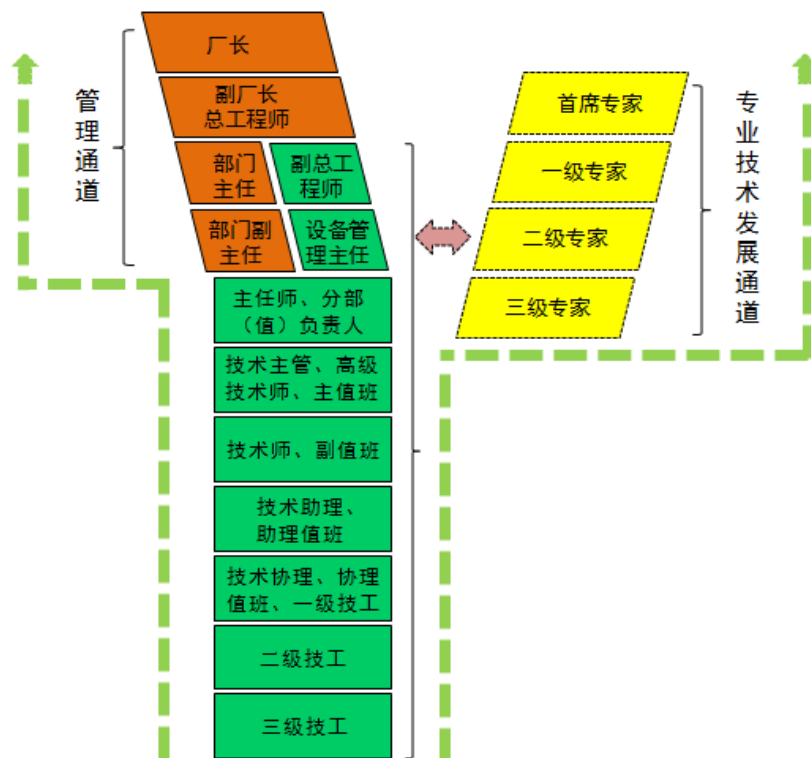 管理通道
厂长
副厂长
总工程师
部门
主任
副总工
程师
部门副
主任
设备管
理主任
主任师、分部
（值）负责人
技术主管、高级
技术师、主值班
技术师、副值班
技术助理、
助理值班
技术协理、协理
值班、一级技工
二级技工
三级技工
首席专家
一级专家
二级专家
三级专家
专业技术发展通道